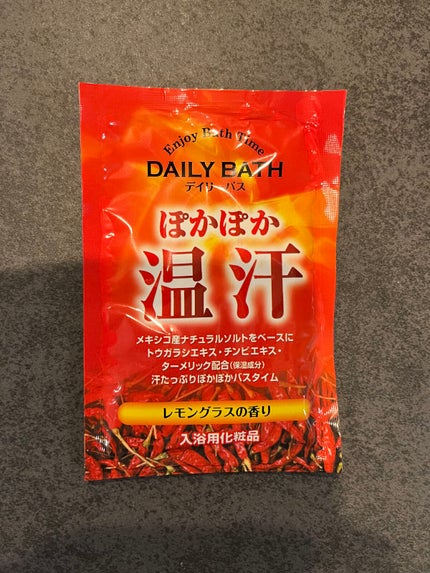 Enjoy Bath Time
DAILY BATH
デイリーバス
ぽかぽか
温汗
メキシコ産ナチュラルソルトをベースに
トウガラシエキス・チンピエキス・
ターメリック配合(保湿成分)
汗たっぷりぽかぽかバスタイム
レモングラスの香り
入浴用化粧品